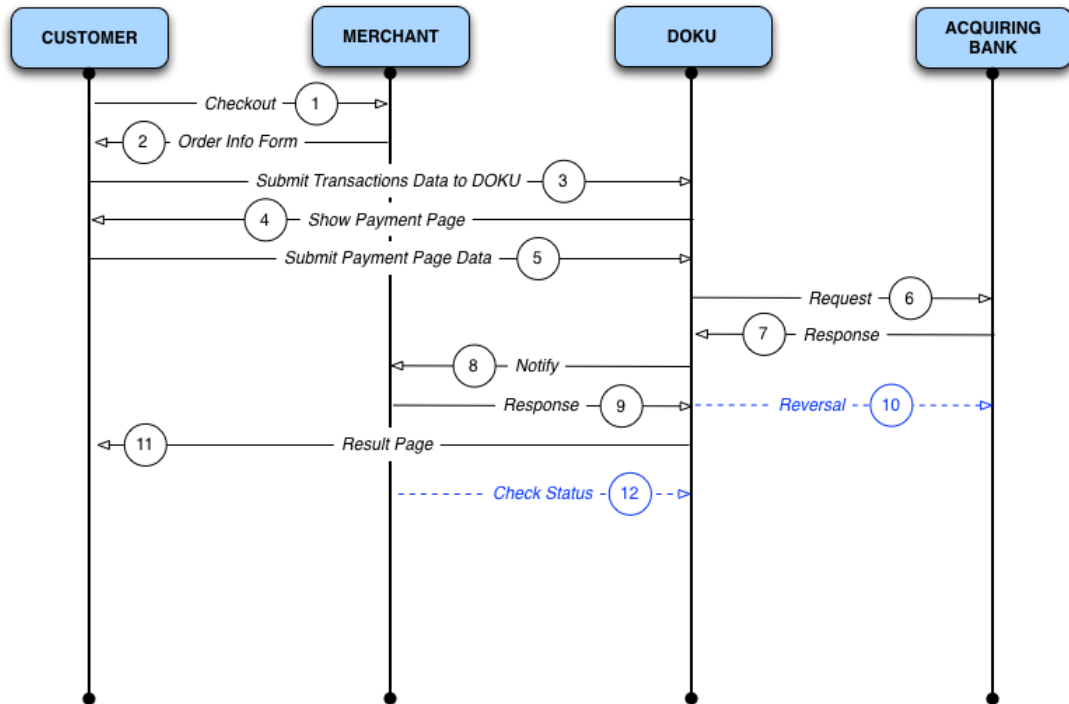 CUSTOMER
MERCHANT
DOKU
ACQUIRING
BANK
Checkout 1
2 Order Info Form
Submit Transactions Data to DOKU 3
4 Show Payment Page
Submit Payment Page Data 5
Request 6
7 Response
8 Notify
Response 9
Reversal 10
11 Result Page
Check Status 12